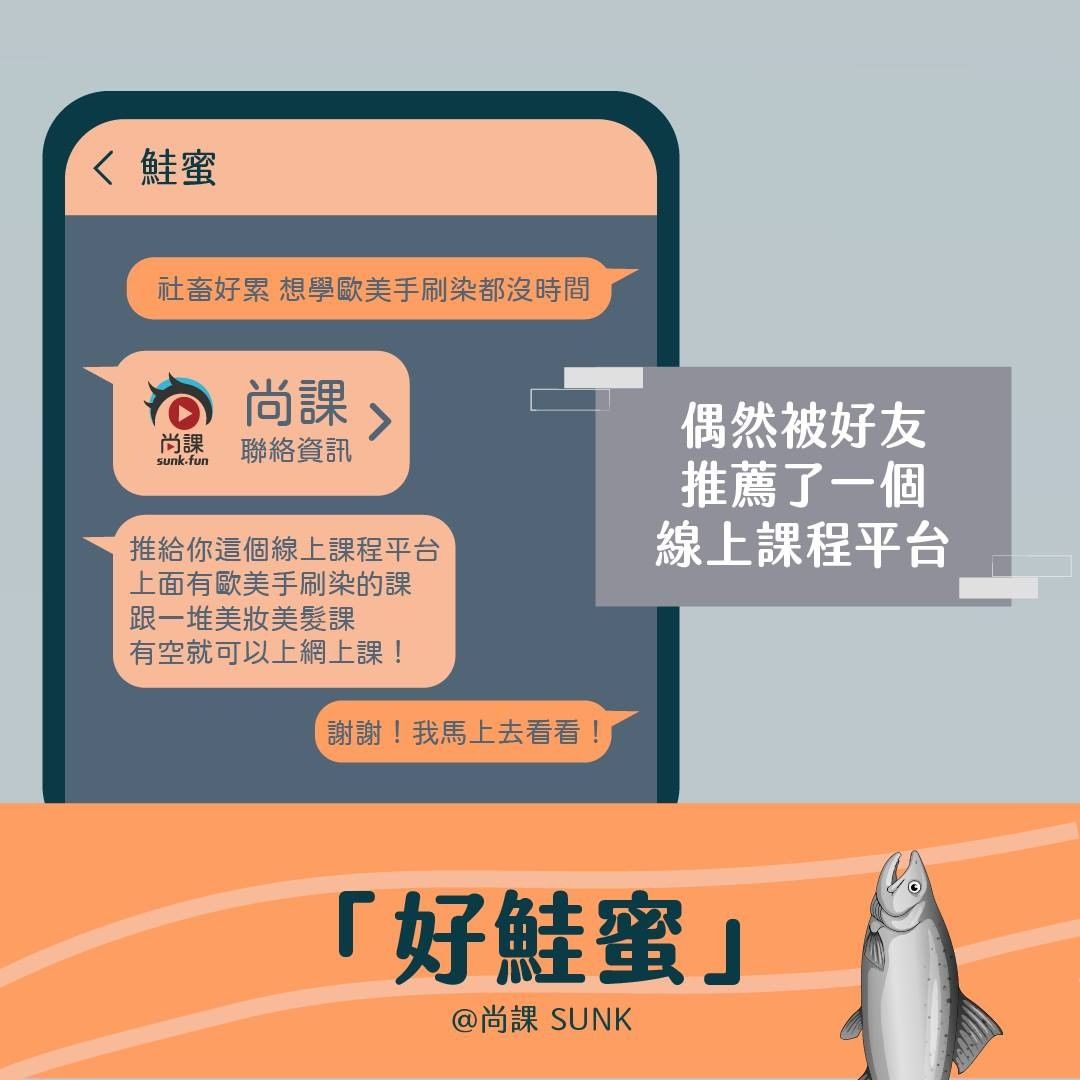 鮭蜜
社畜好累 想學歐美手刷染都沒時間
尚課
sunk.fun
尚課
聯絡資訊
推給你這個線上課程平台
上面有歐美手刷染的課
跟一堆美妝美髮課
有空就可以上網上課！
謝謝！我馬上去看看！
偶然被好友
推薦了一個
線上課程平台
「好鮭蜜」
@尚課 SUNK